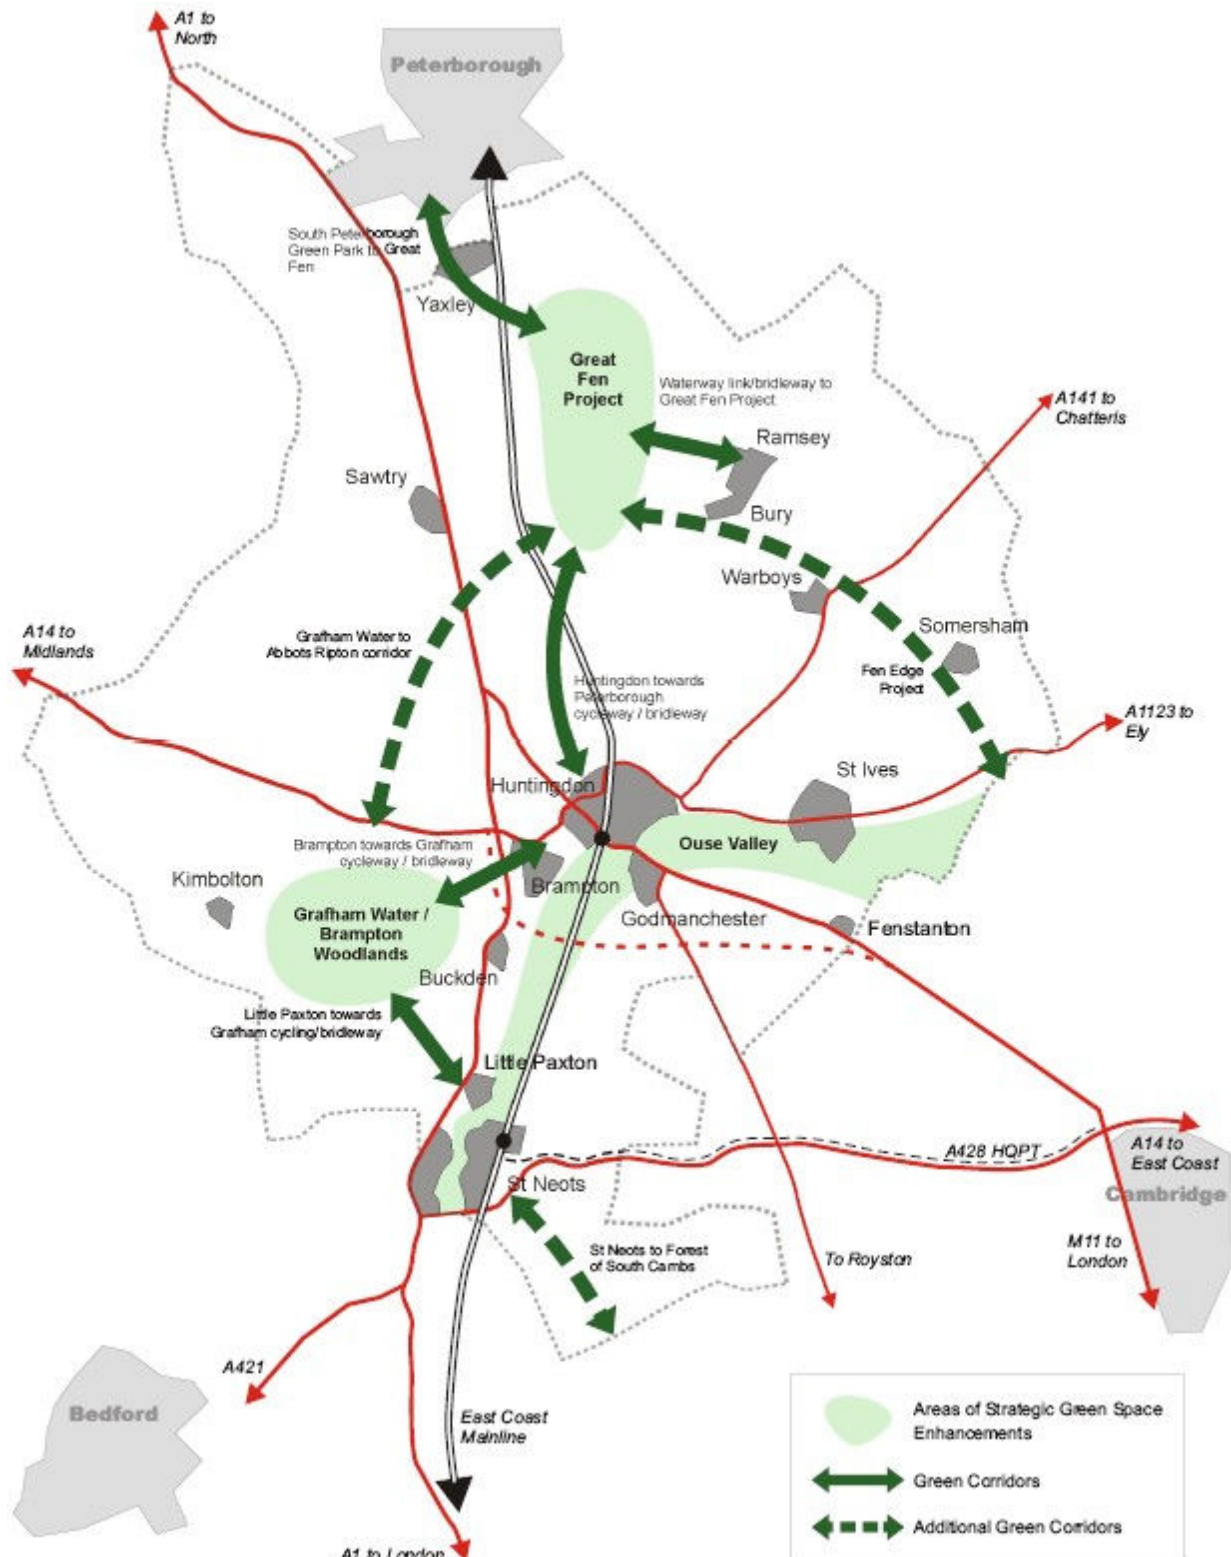 A1 to
North
Peterborough
South Peterborough
Green Park to Great
Fen
Yaxley
Great
Fen
Project
Waterway link/bridleway to
Great Fen Project
A141 to
Chatteris
Ramsey
Sawtry
Bury
Warboys
Somersham
A14 to
Midlands
Grafham Water to
Abbots Ripton corridor
Fen Edge
Project
Huntingdon towards
Peterborough
cycleway / bridleway
A1123 to
Ely
Huntingdon
St Ives
Brampton towards Grafham
cycleway / bridleway
Ouse Valley
Kimbolton
Brampton
Grafham Water /
Brampton
Woodlands
Godmanchester
Fenstanton
Buckden
Little Paxton towards
Grafham cycling/bridleway
Little Paxton
A428 HQPT
A14 to
East Coast
Cambridge
St Neots
St Neots to Forest
of South Cambs
To Royston
M11 to
London
A421
Bedford
East Coast
Mainline
Areas of Strategic Green Space
Enhancements
Green Corridors
Additional Green Corridors
A1 to London